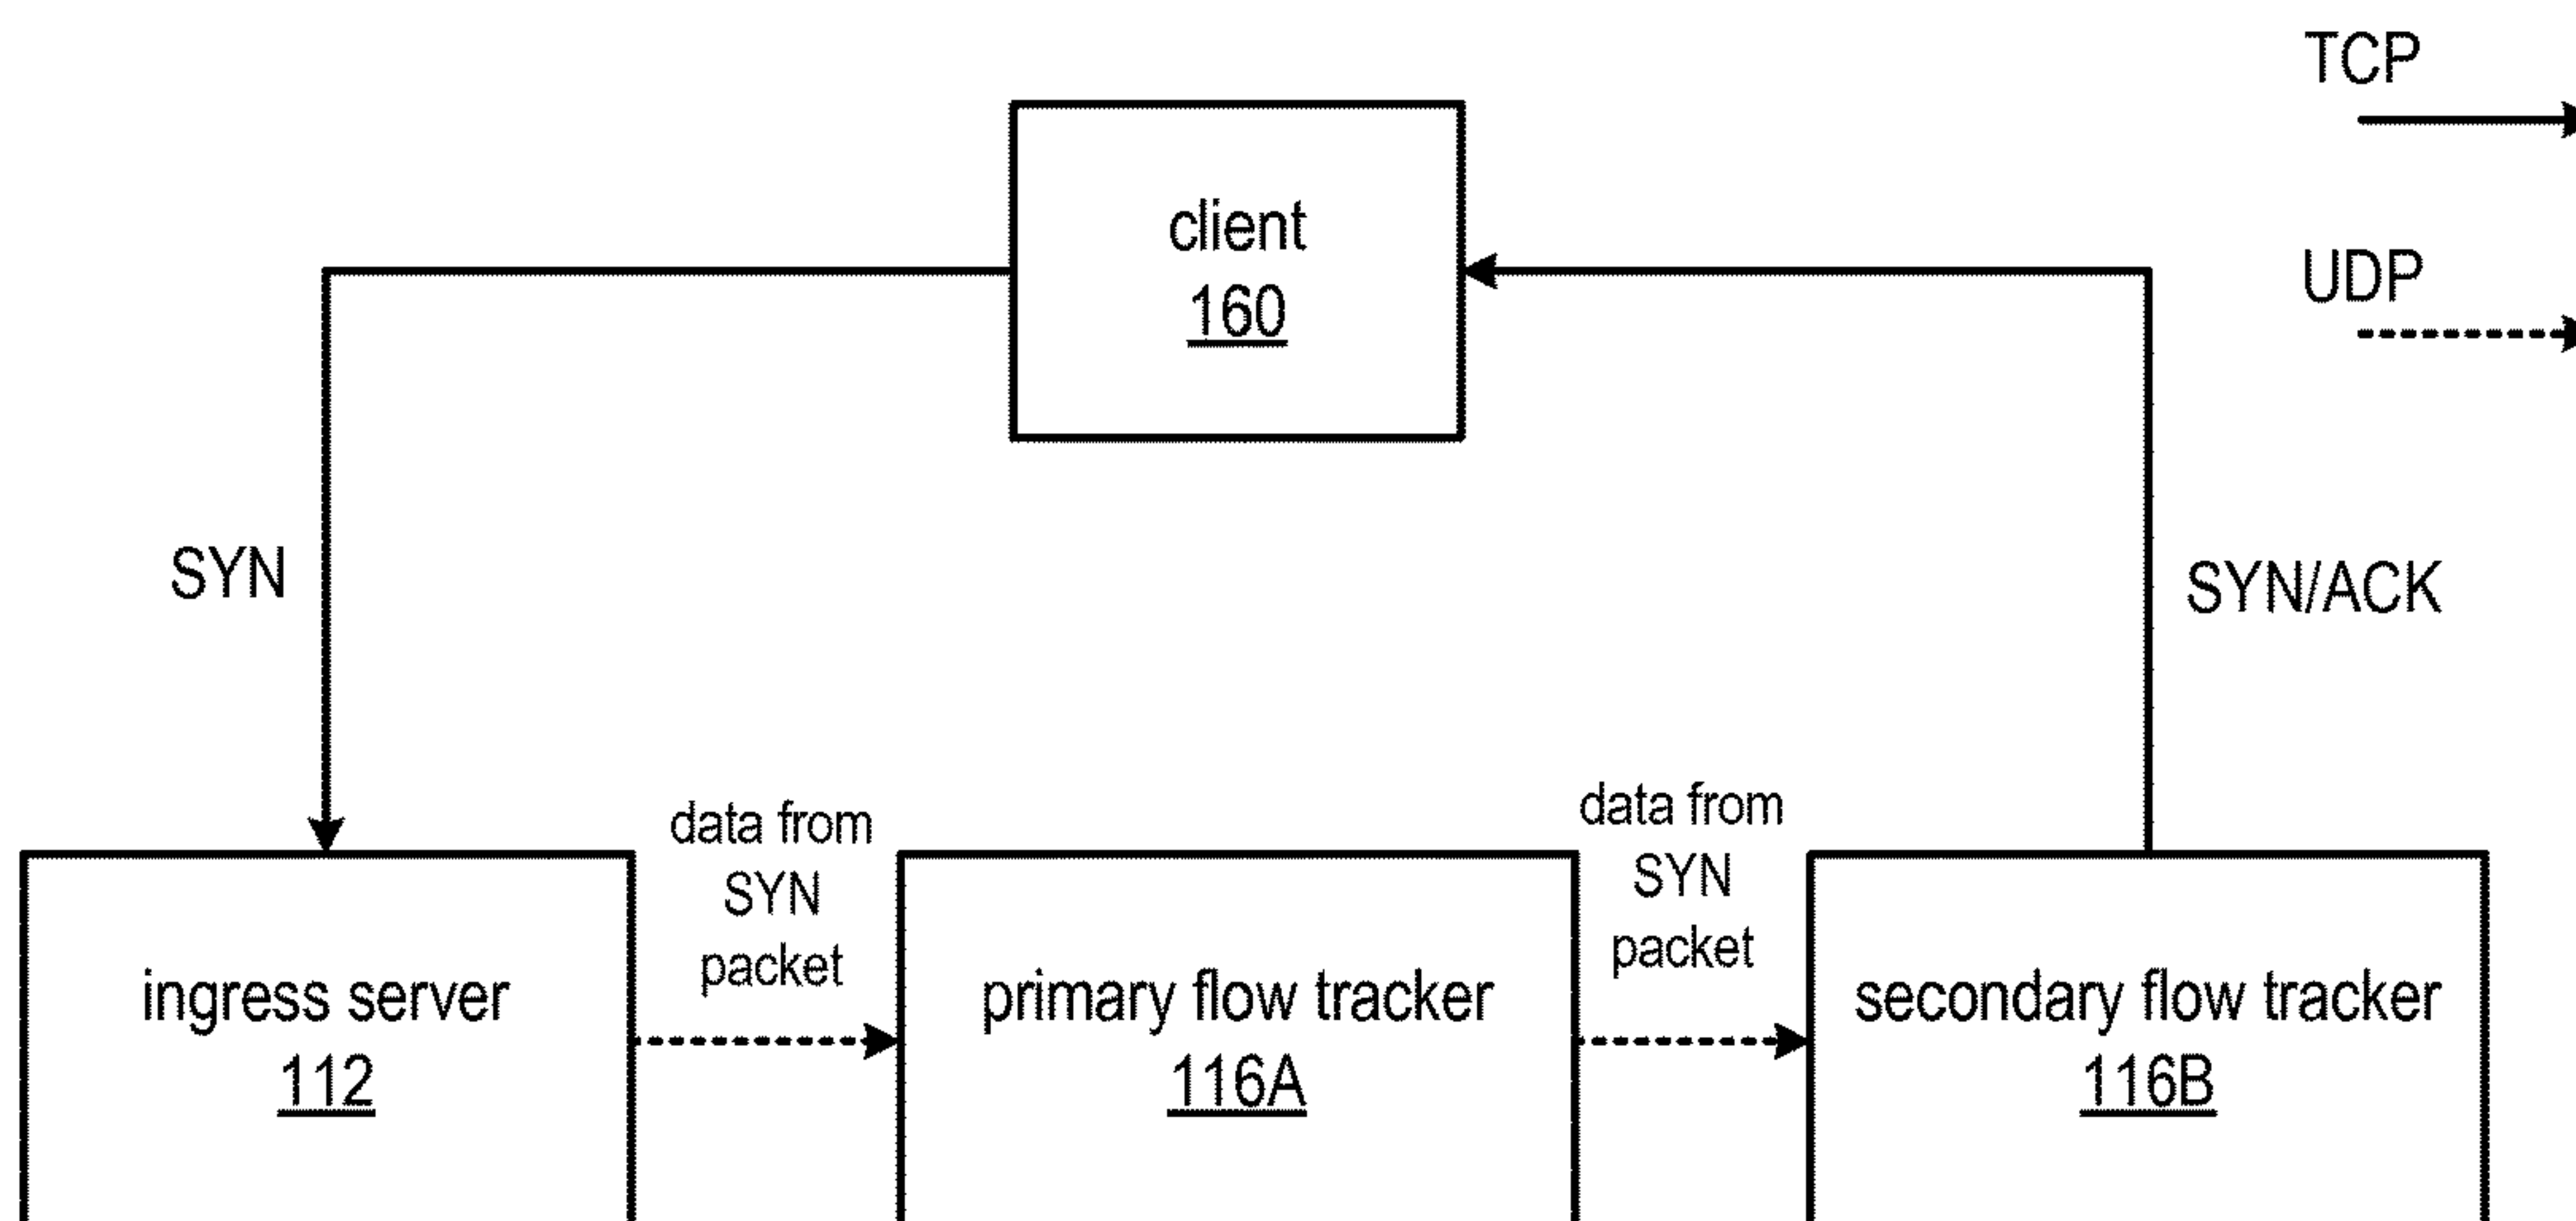 TCP
UDP
client
160
SYN
SYN/ACK
data from
SYN
packet
data from
SYN
packet
ingress server
112
primary flow tracker
116A
secondary flow tracker
116B